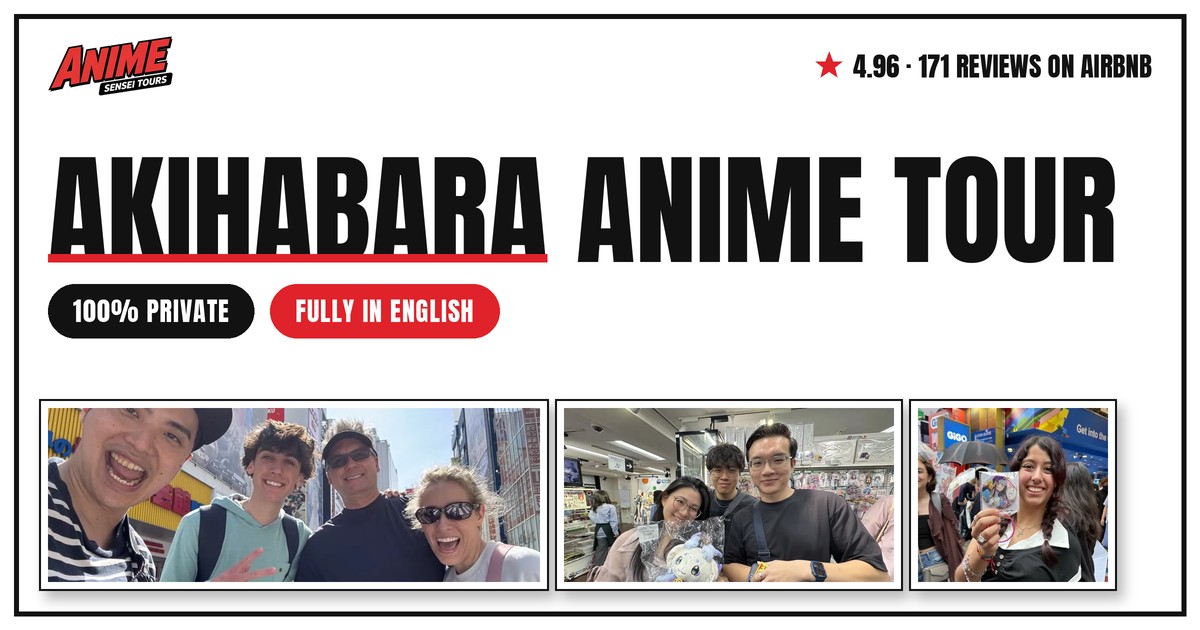 ANIME
SENSEI TOURS
★ 4.96 · 171 REVIEWS ON AIRBNB
AKIHABARA ANIME TOUR
100% PRIVATE
FULLY IN ENGLISH
GiGO
Get into the